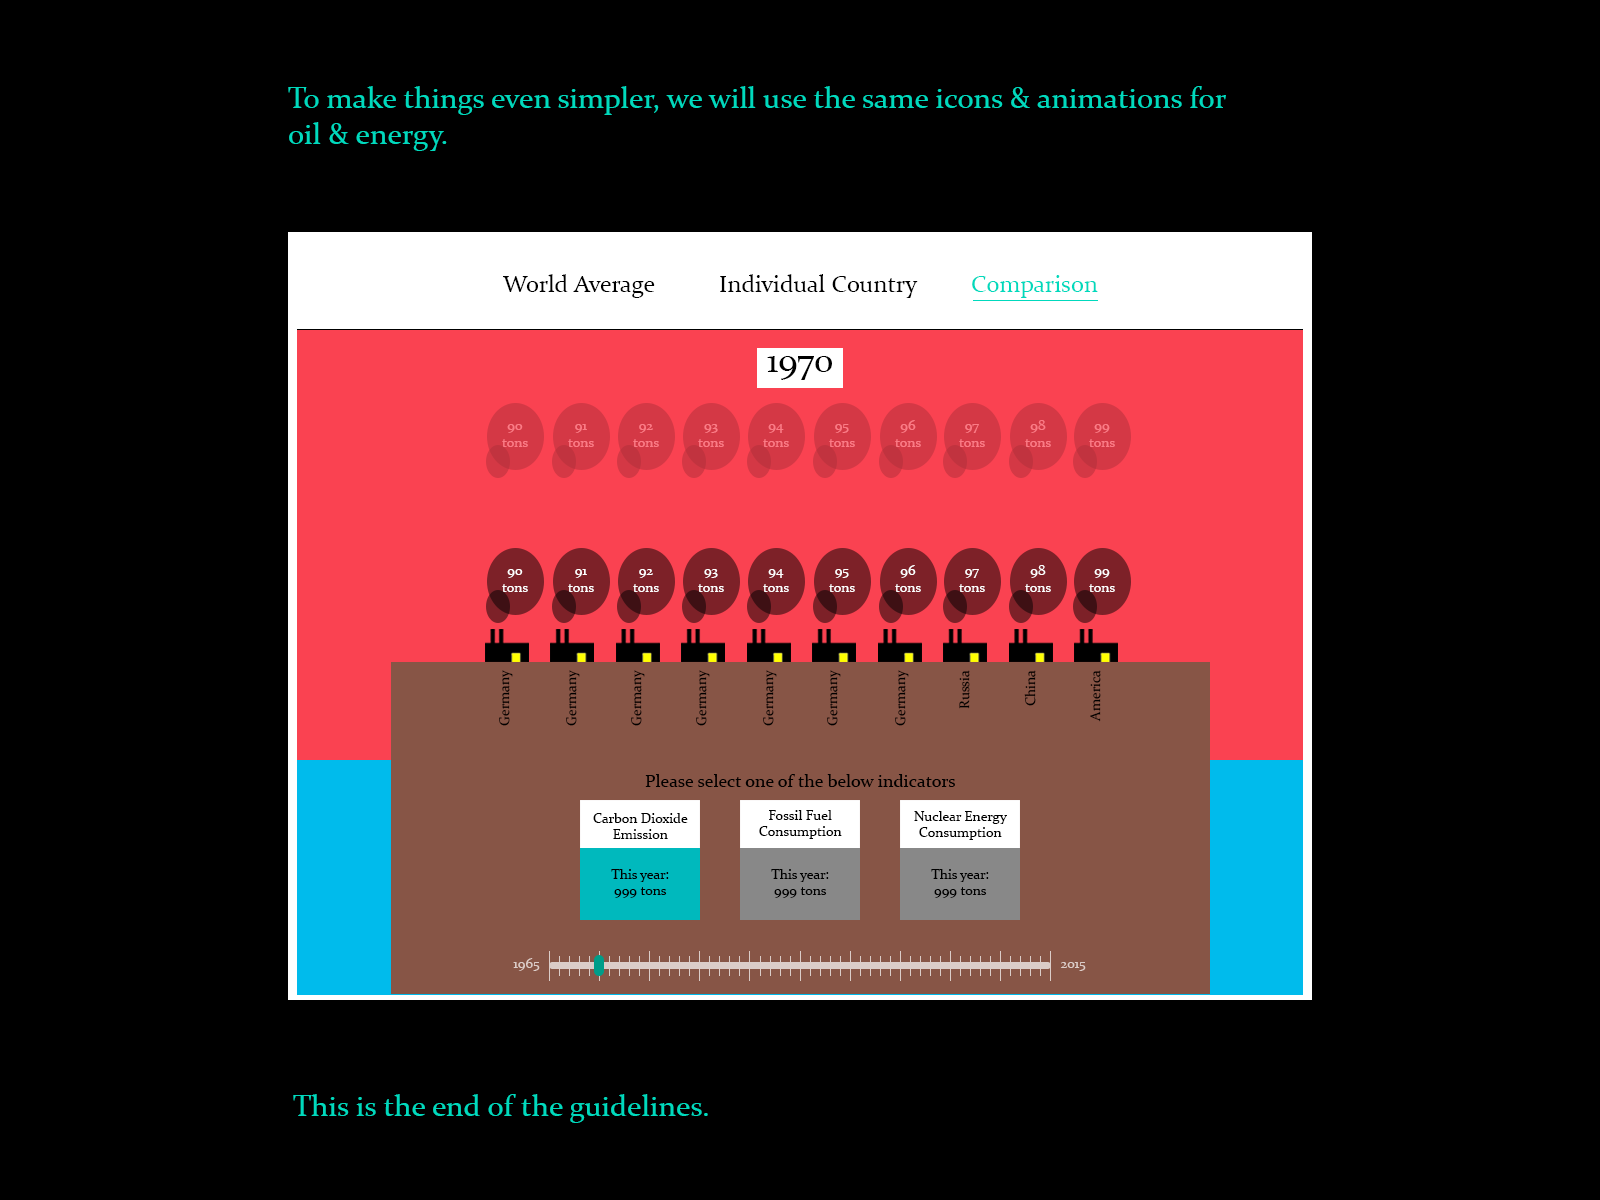 To make things even simpler, we will use the same icons & animations for
oil & energy.
World Average Individual Country Comparison
1970
90 91 92 93 94 95 96 97 98 99
tons tons tons tons tons tons tons tons tons tons
90 91 92 93 94 95 96 97 98 99
tons tons tons tons tons tons tons tons tons tons
Germany Germany Germany Germany Germany Germany Germany Russia China America
Please select one of the below indicators
Carbon Dioxide
Emission
This year:
999 tons
Fossil Fuel
Consumption
This year:
999 tons
Nuclear Energy
Consumption
This year:
999 tons
1965 2015
This is the end of the guidelines.